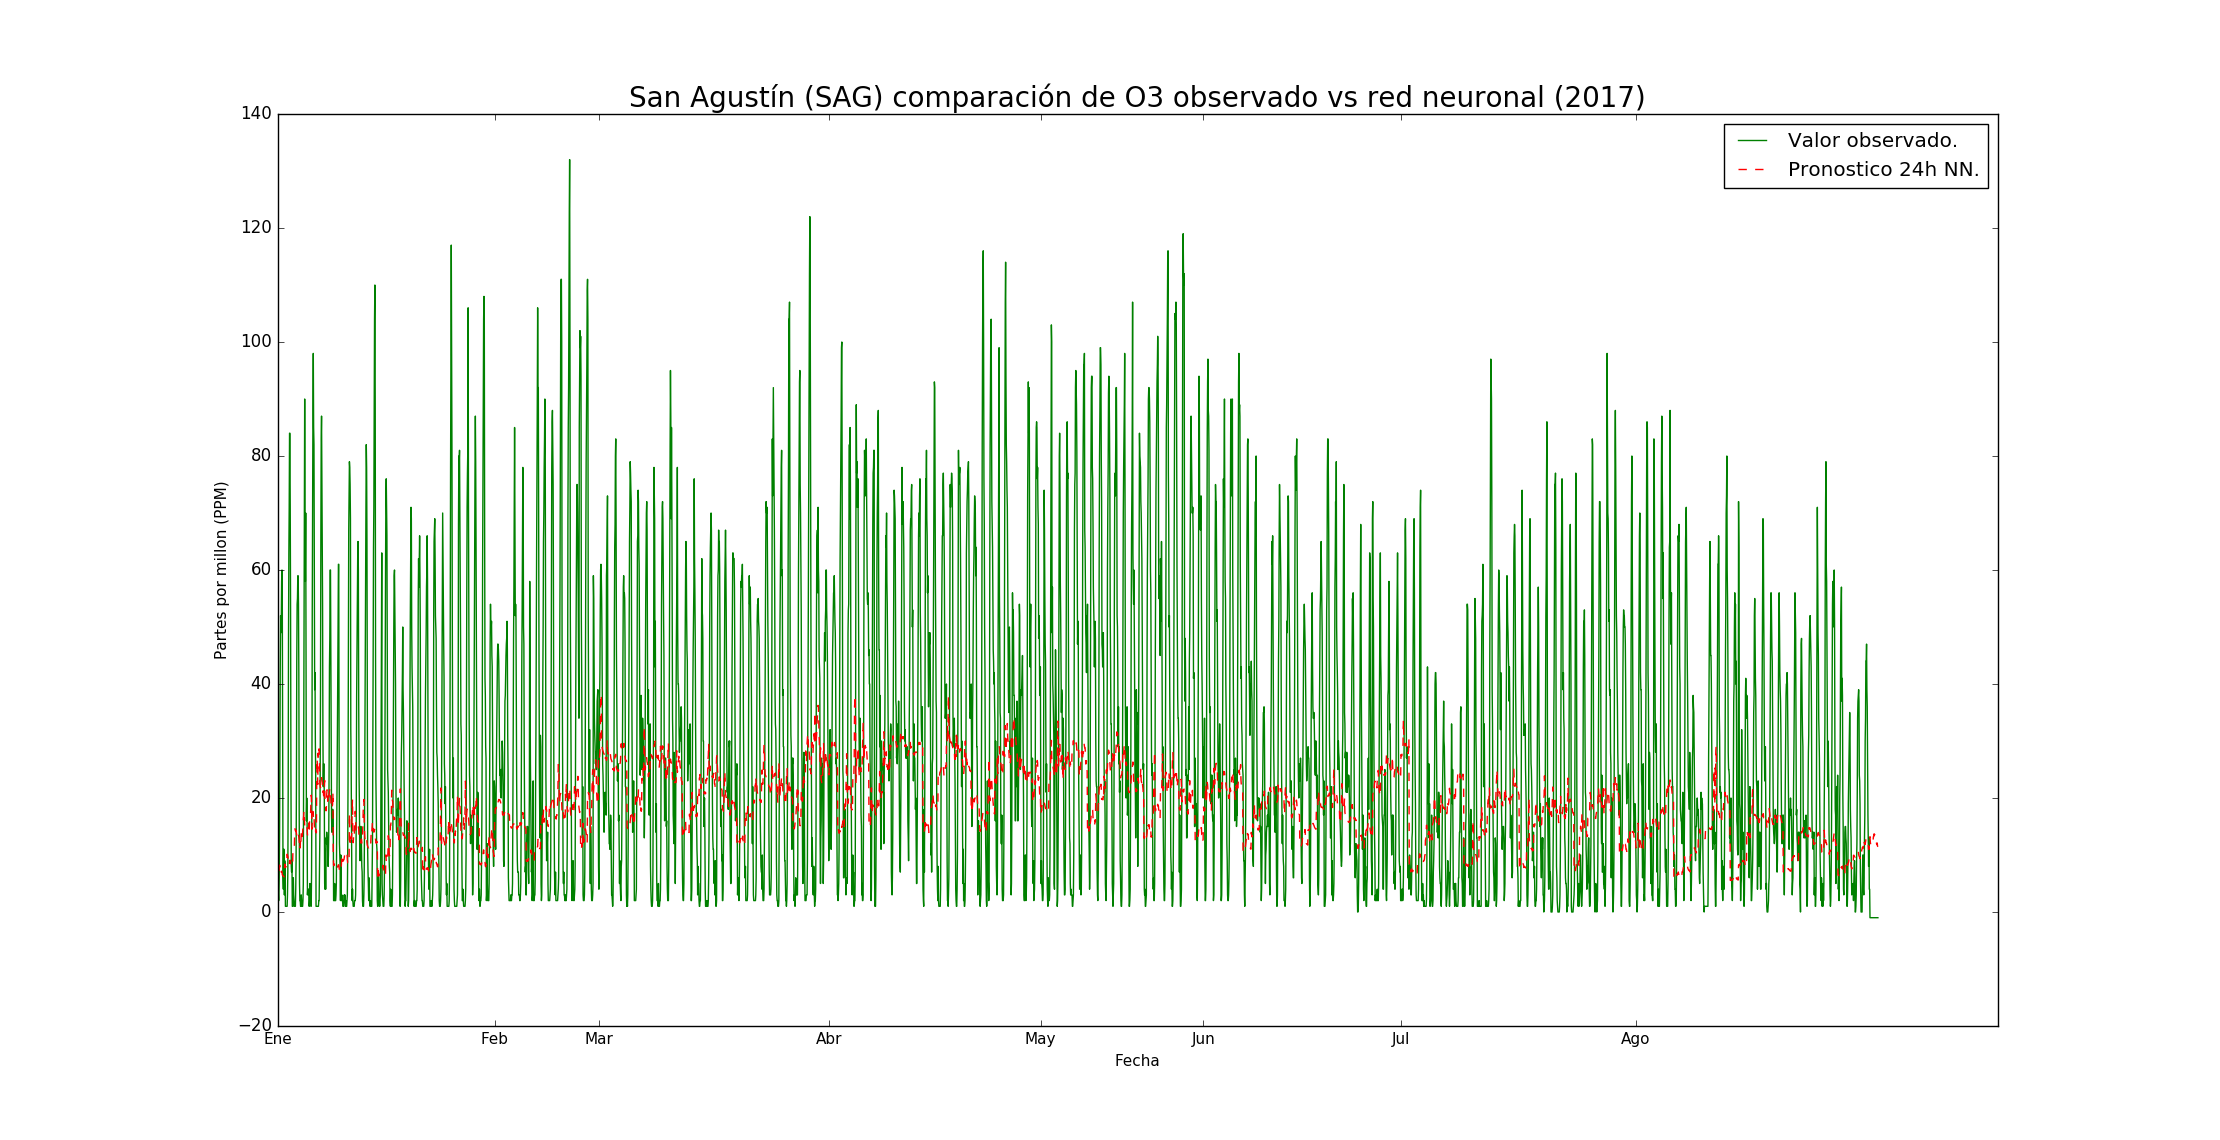 San Agustín (SAG) comparación de O3 observado vs red neuronal (2017)
140
120
100
80
60
40
20
0
−20
Partes por millon (PPM)
Valor observado.
Pronostico 24h NN.
Ene Feb Mar Abr May Jun Jul Ago
Fecha